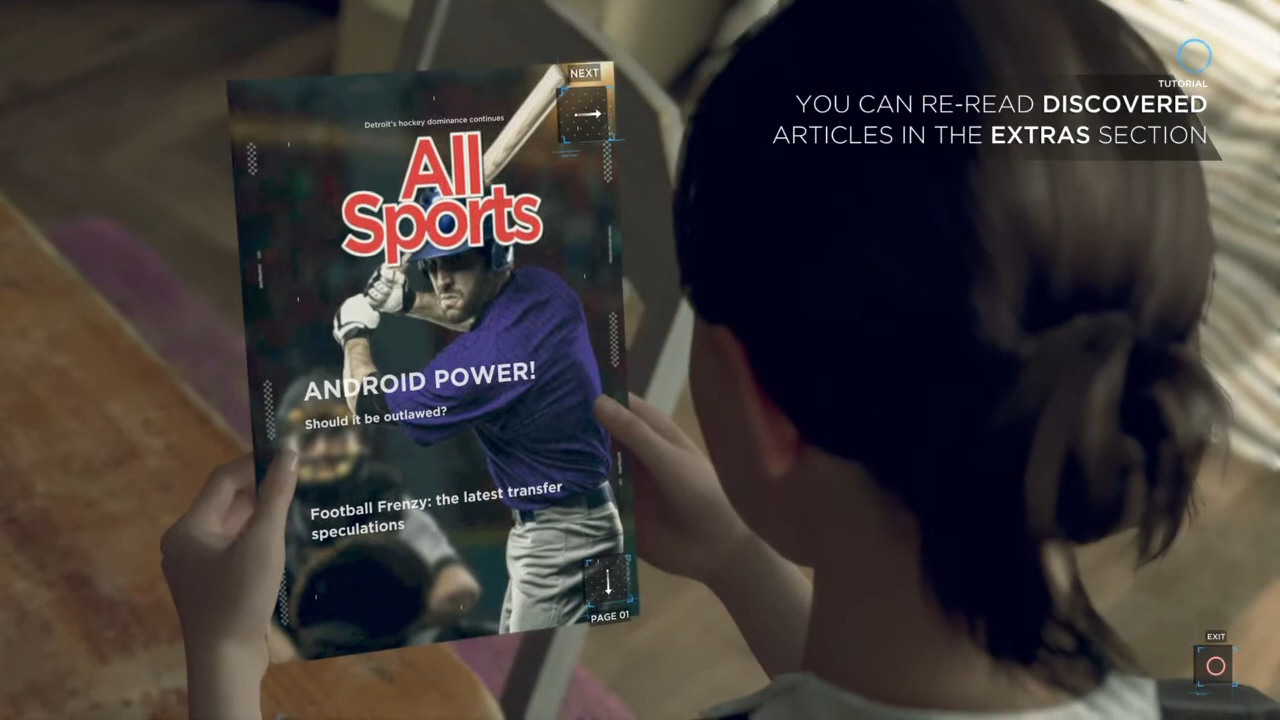 NEXT
Detroit's hockey dominance continues
All
Sports
ANDROID POWER!
Should it be outlawed?
Football Frenzy: the latest transfer
speculations
PAGE 01
TUTORIAL
YOU CAN RE-READ DISCOVERED
ARTICLES IN THE EXTRAS SECTION
EXIT